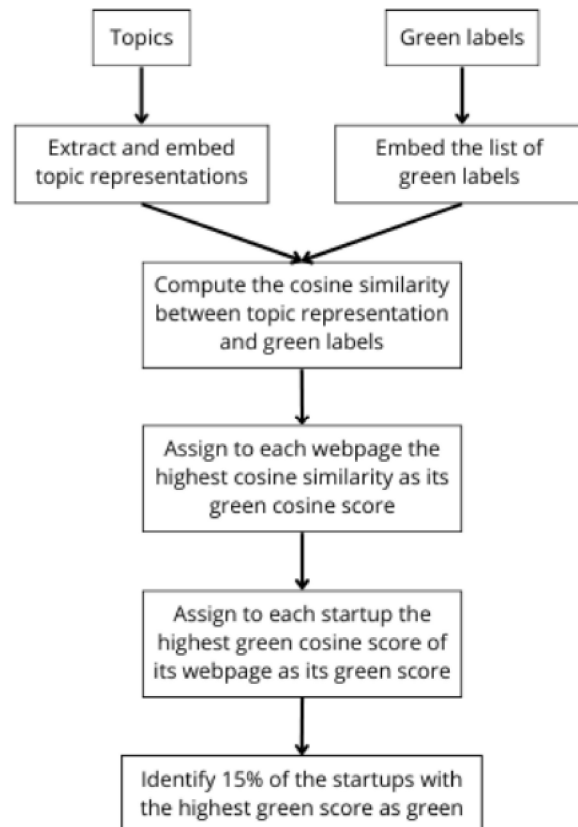 Topics
Green labels
Extract and embed
topic representations
Embed the list of
green labels
Compute the cosine similarity
between topic representation
and green labels
Assign to each webpage the
highest cosine similarity as its
green cosine score
Assign to each startup the
highest green cosine score of
its webpage as its green score
Identify 15% of the startups with
the highest green score as green